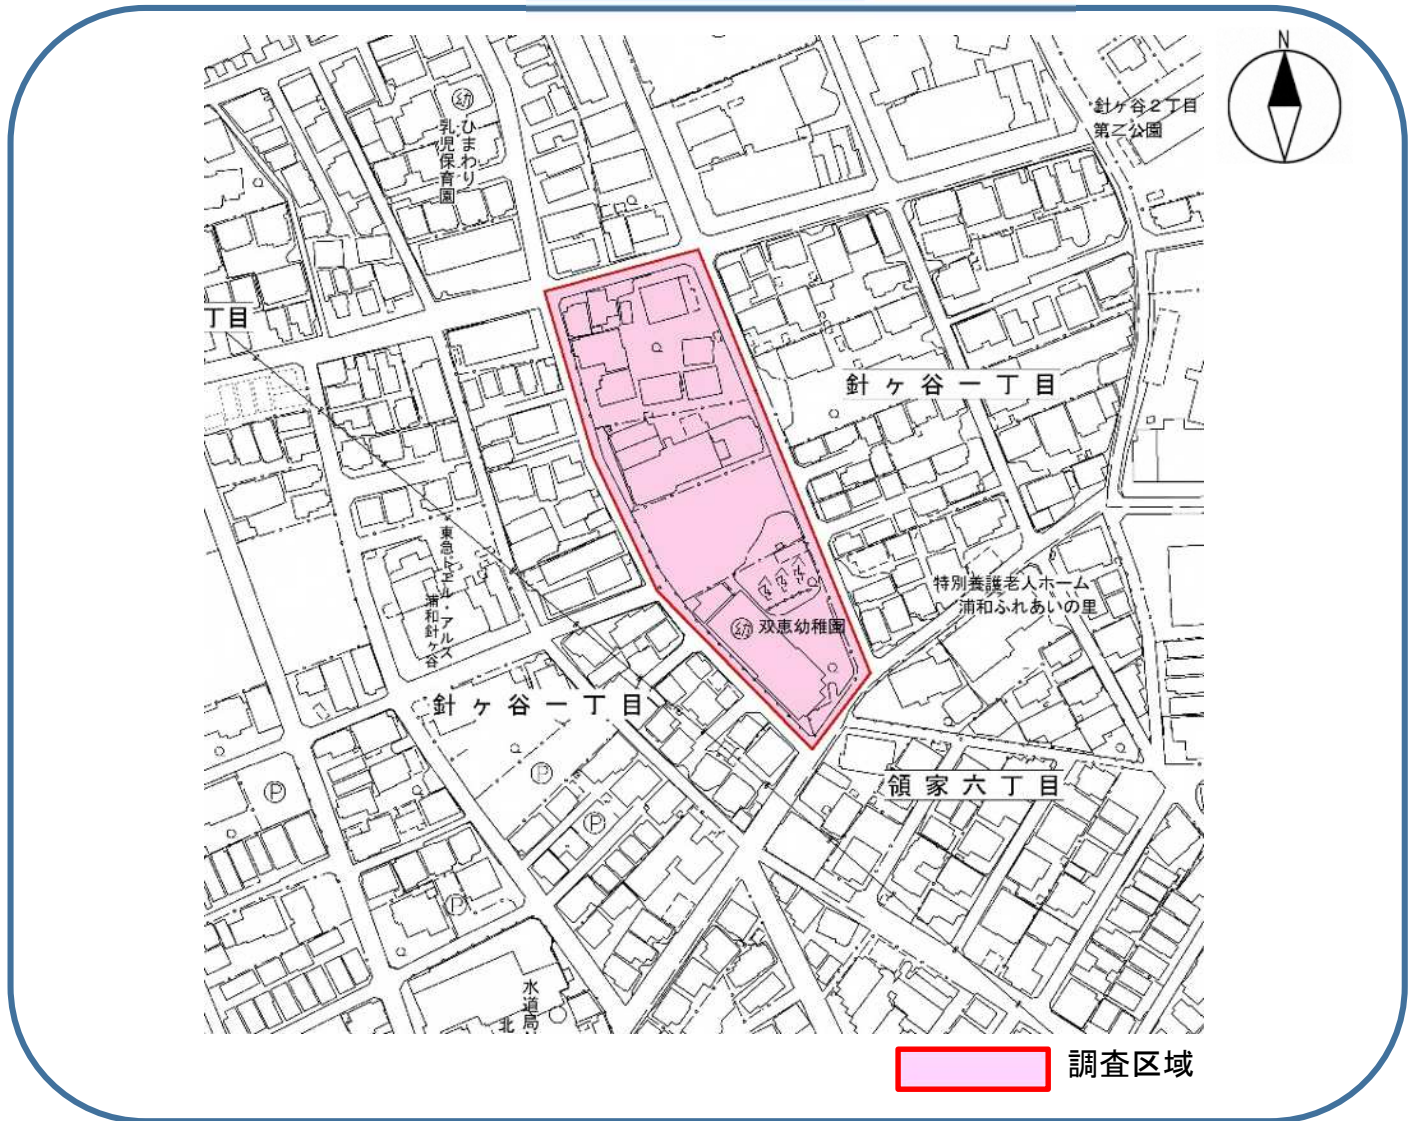 N
針ヶ谷2丁目
第二公園
幼
ひまわり
乳児保育園
丁目
針ヶ谷一丁目
東急ドエル・アルス
浦和針ヶ谷
特別養護老人ホーム
浦和ふれあいの里
幼 双恵幼稚園
針ヶ谷一丁目
領家六丁目
P
P
P
P
水道局
北
調査区域